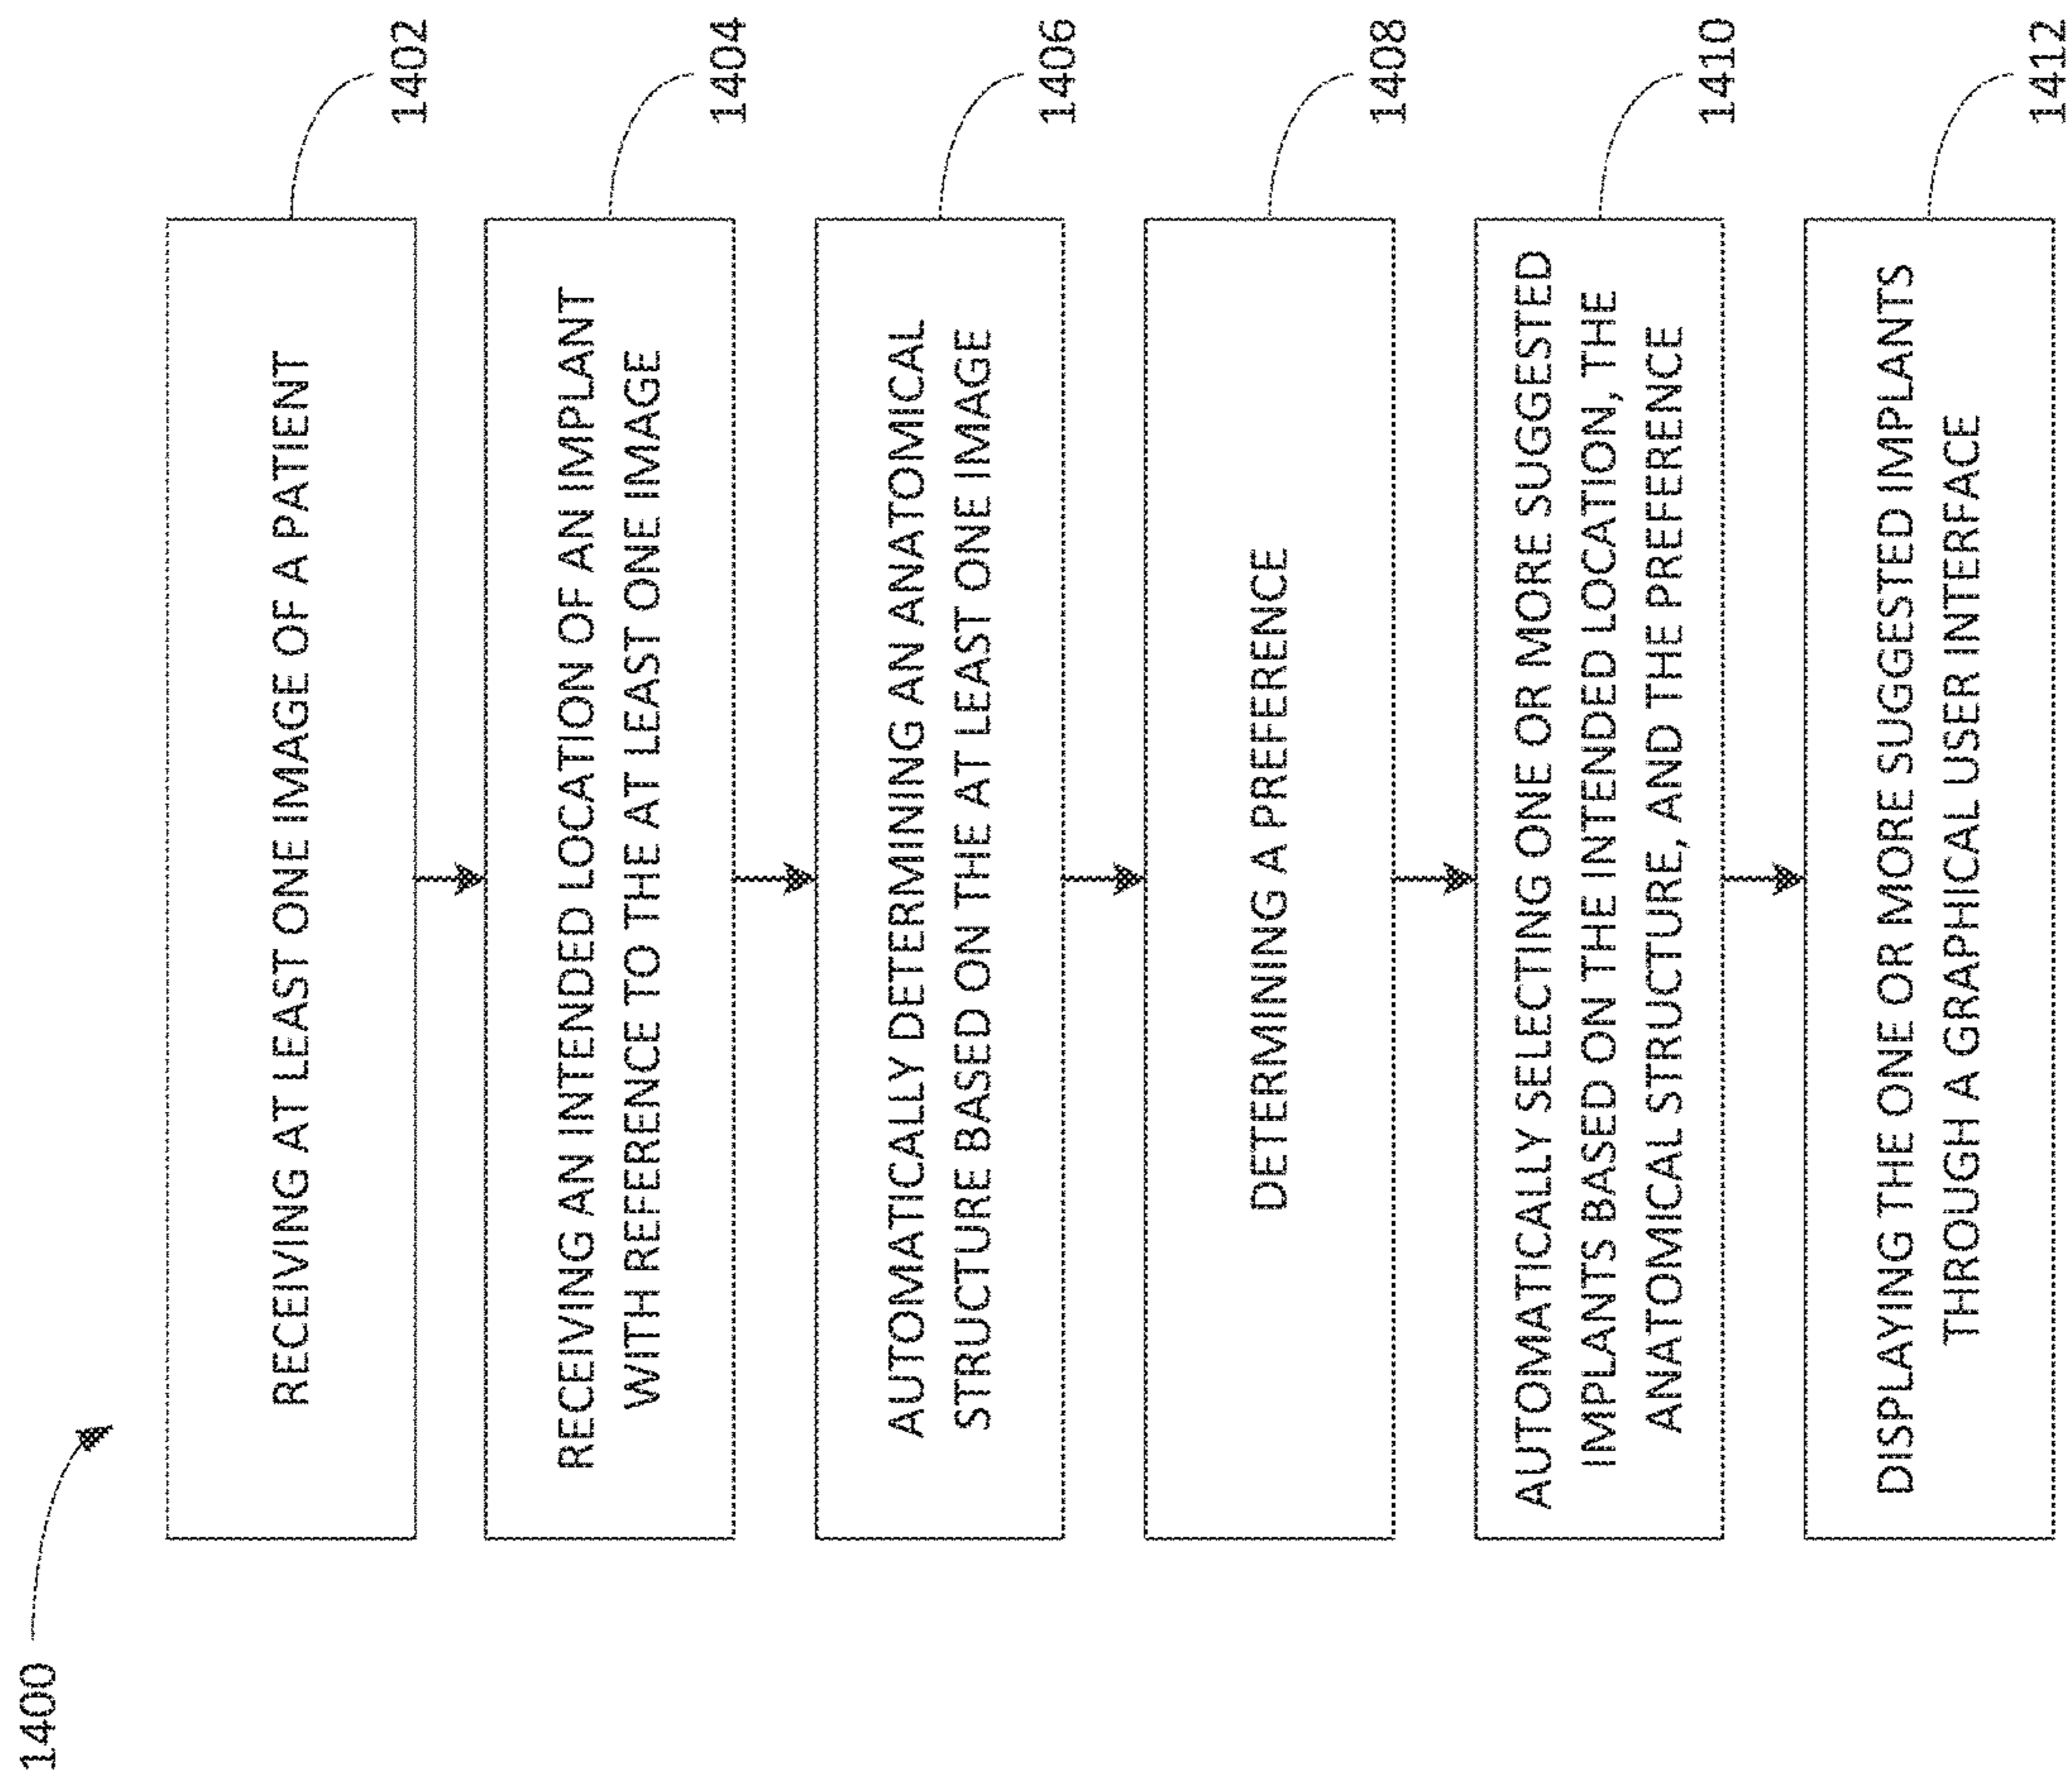 1400
RECEIVING AT LEAST ONE IMAGE OF A PATIENT
1402
RECEIVING AN INTENDED LOCATION OF AN IMPLANT
WITH REFERENCE TO THE AT LEAST ONE IMAGE
1404
AUTOMATICALLY DETERMINING AN ANATOMICAL
STRUCTURE BASED ON THE AT LEAST ONE IMAGE
1406
DETERMINING A PREFERENCE
1408
AUTOMATICALLY SELECTING ONE OR MORE SUGGESTED
IMPLANTS BASED ON THE INTENDED LOCATION, THE
ANATOMICAL STRUCTURE, AND THE PREFERENCE
1410
DISPLAYING THE ONE OR MORE SUGGESTED IMPLANTS
THROUGH A GRAPHICAL USER INTERFACE
1412